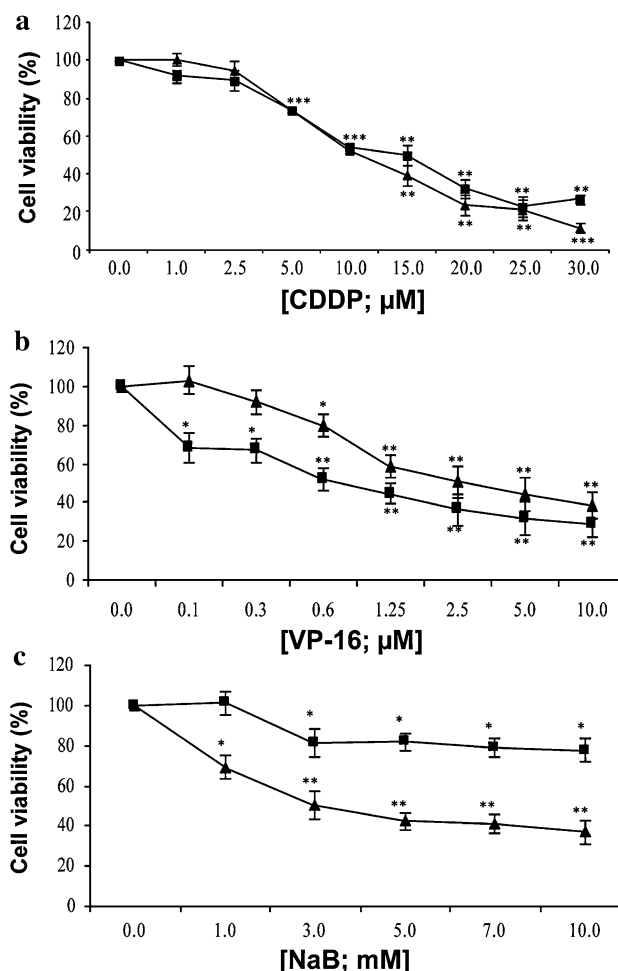 a
120
100
80
60
40
20
0
Cell viability (%)
*** *** ** ** ** **
** ** ** ***
0.0 1.0 2.5 5.0 10.0 15.0 20.0 25.0 30.0
[CDDP; µM]
b
120
100
80
60
40
20
0
Cell viability (%)
* ** ** ** **
* * ** ** ** ** **
0.0 0.1 0.3 0.6 1.25 2.5 5.0 10.0
[VP-16; µM]
c
120
100
80
60
40
20
0
Cell viability (%)
* * * *
* ** ** ** **
0.0 1.0 3.0 5.0 7.0 10.0
[NaB; mM]